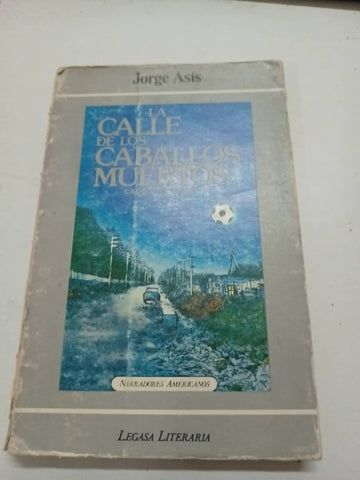 Jorge Asís
LA
CALLE
DE LOS
CABALLOS
MUERTOS
NARRADORES AMERICANOS
LEGASA LITERARIA